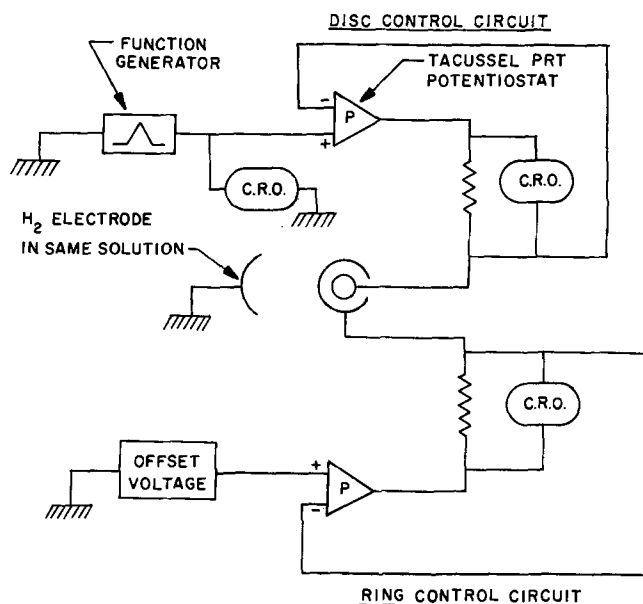 DISC CONTROL CIRCUIT
FUNCTION
GENERATOR
TACUSSEL PRT
POTENTIOSTAT
-
P
+
C.R.O.
C.R.O.
H₂ ELECTRODE
IN SAME SOLUTION
C.R.O.
OFFSET
VOLTAGE
+
P
-
RING CONTROL CIRCUIT